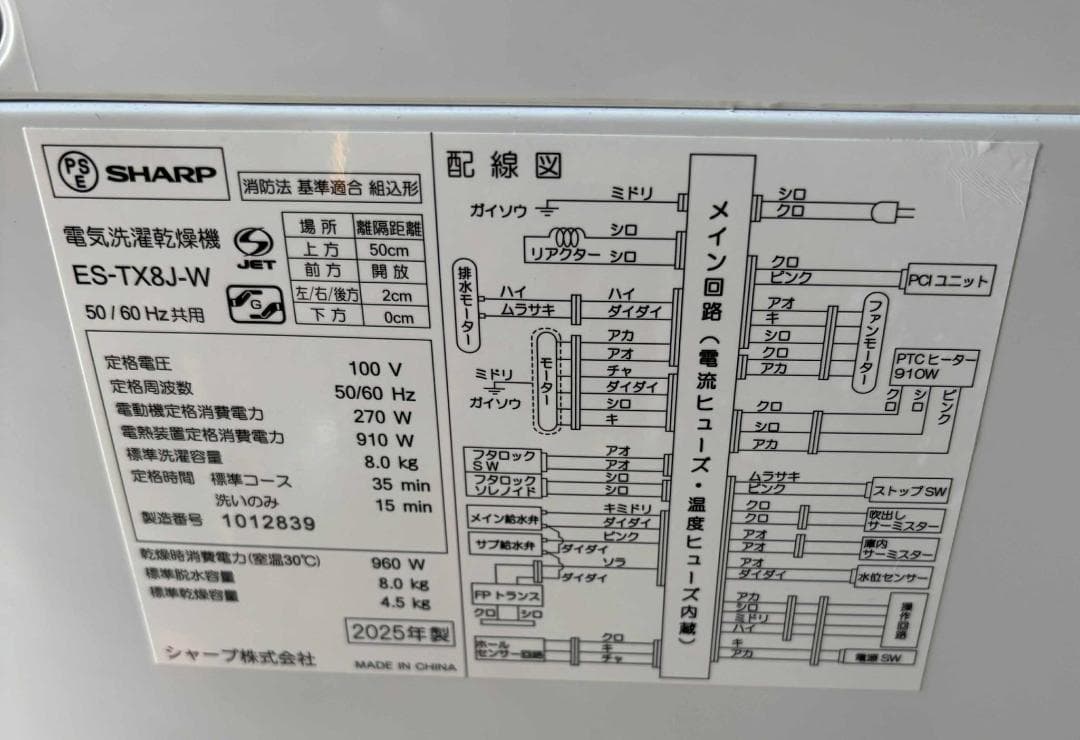 PSE SHARP
消防法 基準適合 組込形
電気洗濯乾燥機
ES-TX8J-W
50/60Hz共用
JET
G
場所 離隔距離
上方 50cm
前方 開放
左/右/後方 2cm
下方 0cm
定格電圧 100 V
定格周波数 50/60 Hz
電動機定格消費電力 270 W
電熱装置定格消費電力 910 W
標準洗濯容量 8.0 kg
定格時間 標準コース 35 min
洗いのみ 15 min
製造番号 1012839
乾燥時消費電力(室温30℃) 960 W
標準脱水容量 8.0 kg
標準乾燥容量 4.5 kg
2025年製
シャープ株式会社 MADE IN CHINA
配線図
ミドリ
ガイソウ
シロ
リアクター シロ
排水モーター
ハイ ハイ
ムラサキ ダイダイ
モーター
ミドリ
ガイソウ
アカ
アオ
チャ
ダイダイ
シロ
キ
フタロック
SW
アオ
アオ
フタロック
ソレノイド
シロ
シロ
メイン給水弁
キミドリ
ダイダイ
サブ給水弁
ピンク
ダイダイ
ソラ
ダイダイ
FPトランス
クロ シロ
ホール
センサー回路
クロ
キ
チャ
メイン回路(電流ヒューズ・温度ヒューズ内蔵)
シロ
クロ
クロ
ピンク
PCIユニット
アオ
キ
シロ
クロ
アカ
ファンモーター
PTCヒーター
910W
クロ シロ ピンク
クロ
シロ
アカ
ムラサキ
ピンク
ストップSW
クロ
クロ
吹出し
サーミスター
アオ
アオ
庫内
サーミスター
アオ
ダイダイ
水位センサー
アカ
シロ
ミドリ
ハイ
操作回路
キ
アカ
電源SW